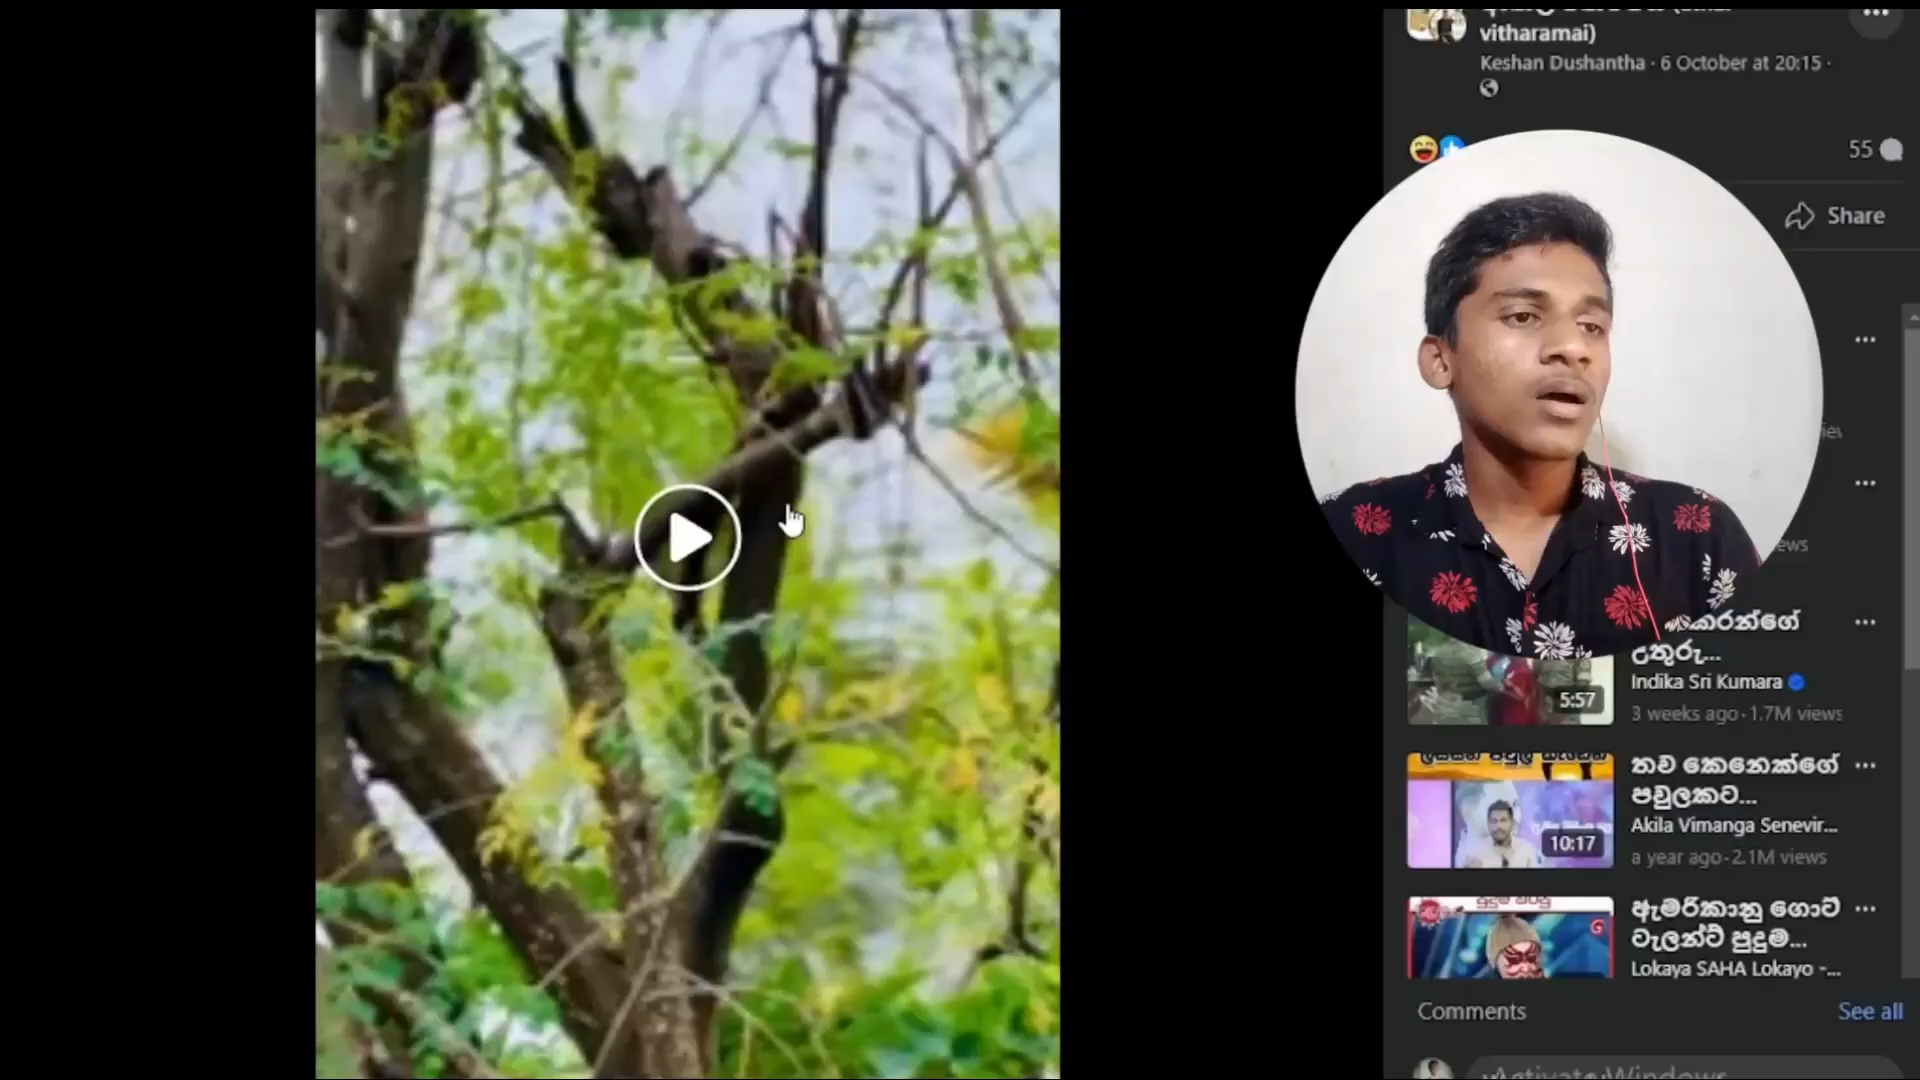 vitharamai)
Keshan Dushantha · 6 October at 20:15 ·
55
Share
උතුරු...
Indika Sri Kumara
5:57
3 weeks ago · 1.7M views
තව කෙනෙක්ගේ
පවුලකට...
Akila Vimanga Senevir...
10:17
a year ago · 2.1M views
ඇමරිකානු ගොට්
ටැලන්ට් පුදුම...
Lokaya SAHA Lokayo -...
Comments
See all
Activate Windows